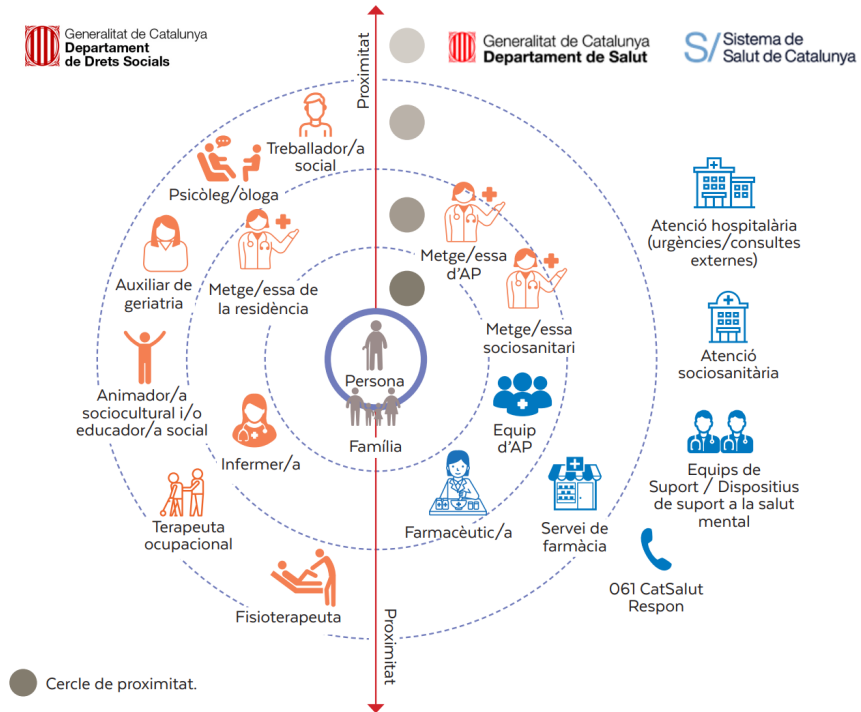 Generalitat de Catalunya
Departament
de Drets Socials
Proximitat
Generalitat de Catalunya
Departament de Salut
S/ Sistema de
Salut de Catalunya
Treballador/a
social
Psicòleg/òloga
Auxiliar de
geriatria
Metge/essa de
la residència
Metge/essa
d'AP
Metge/essa
sociosanitari
Atenció hospitalària
(urgències/consultes
externes)
Atenció
sociosanitària
Persona
Família
Animador/a
sociocultural i/o
educador/a social
Infermer/a
Equip
d'AP
Equips de
Suport / Dispositius
de suport a la salut
mental
Terapeuta
ocupacional
Farmacèutic/a
Servei de
farmàcia
061 CatSalut
Respon
Fisioterapeuta
Proximitat
Cercle de proximitat.